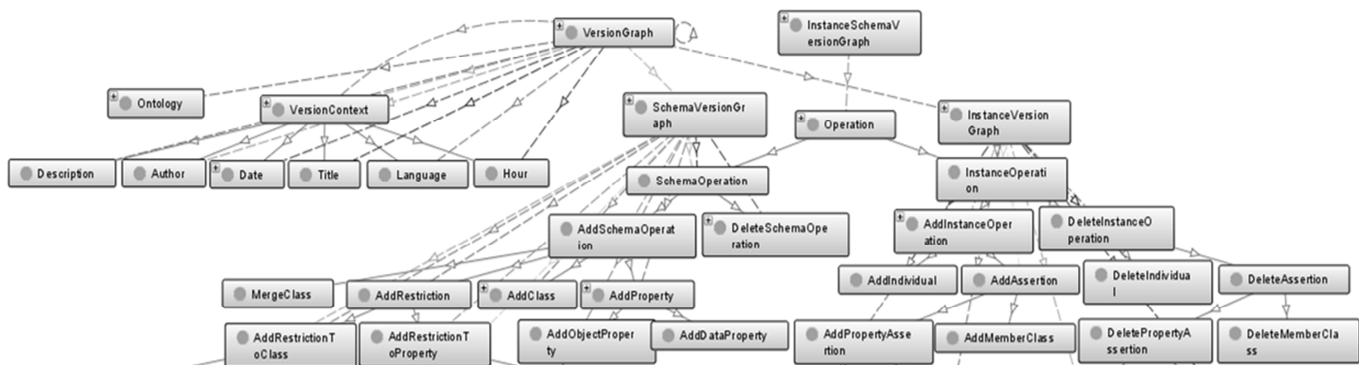 VersionGraph
InstanceSchemaV
ersionGraph
Ontology
VersionContext
SchemaVersionGr
aph
Operation
InstanceVersion
Graph
Description
Author
Date
Title
Language
Hour
SchemaOperation
InstanceOperati
on
AddSchemaOperat
ion
DeleteSchemaOpe
ration
AddInstanceOper
ation
DeleteInstanceO
peration
MergeClass
AddRestriction
AddClass
AddProperty
AddIndividual
AddAssertion
DeleteIndividua
l
DeleteAssertion
AddRestrictionT
oClass
AddRestrictionT
oProperty
AddObjectProper
ty
AddDataProperty
AddPropertyAsse
rtion
AddMemberClass
DeletePropertyA
ssertion
DeleteMemberCla
ss